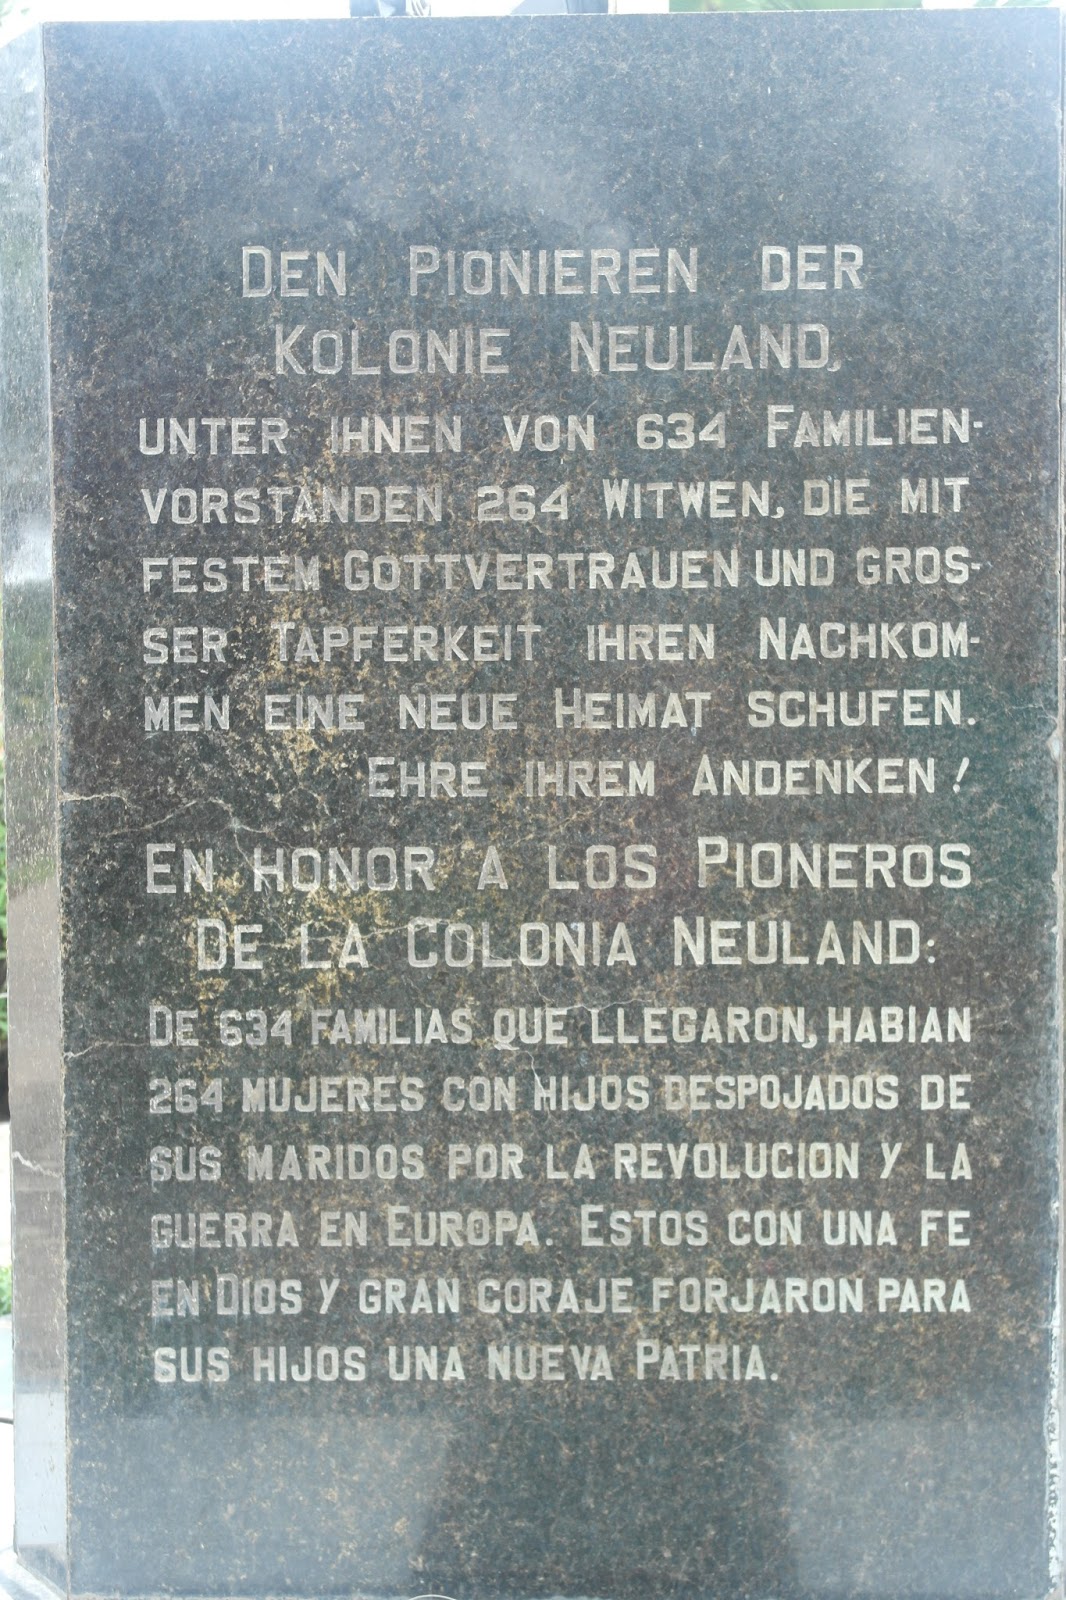 DEN PIONIEREN DER
KOLONIE NEULAND,
UNTER IHNEN VON 634 FAMILIEN-
VORSTANDEN 264 WITWEN, DIE MIT
FESTEM GOTTVERTRAUEN UND GROS-
SER TAPFERKEIT IHREN NACHKOM-
MEN EINE NEUE HEIMAT SCHUFEN.
EHRE IHREM ANDENKEN!
EN HONOR A LOS PIONEROS
DE LA COLONIA NEULAND:
DE 634 FAMILIAS QUE LLEGARON, HABIAN
264 MUJERES CON HIJOS DESPOJADOS DE
SUS MARIDOS POR LA REVOLUCION Y LA
GUERRA EN EUROPA. ESTOS CON UNA FE
EN DIOS Y GRAN CORAJE FORJARON PARA
SUS HIJOS UNA NUEVA PATRIA.